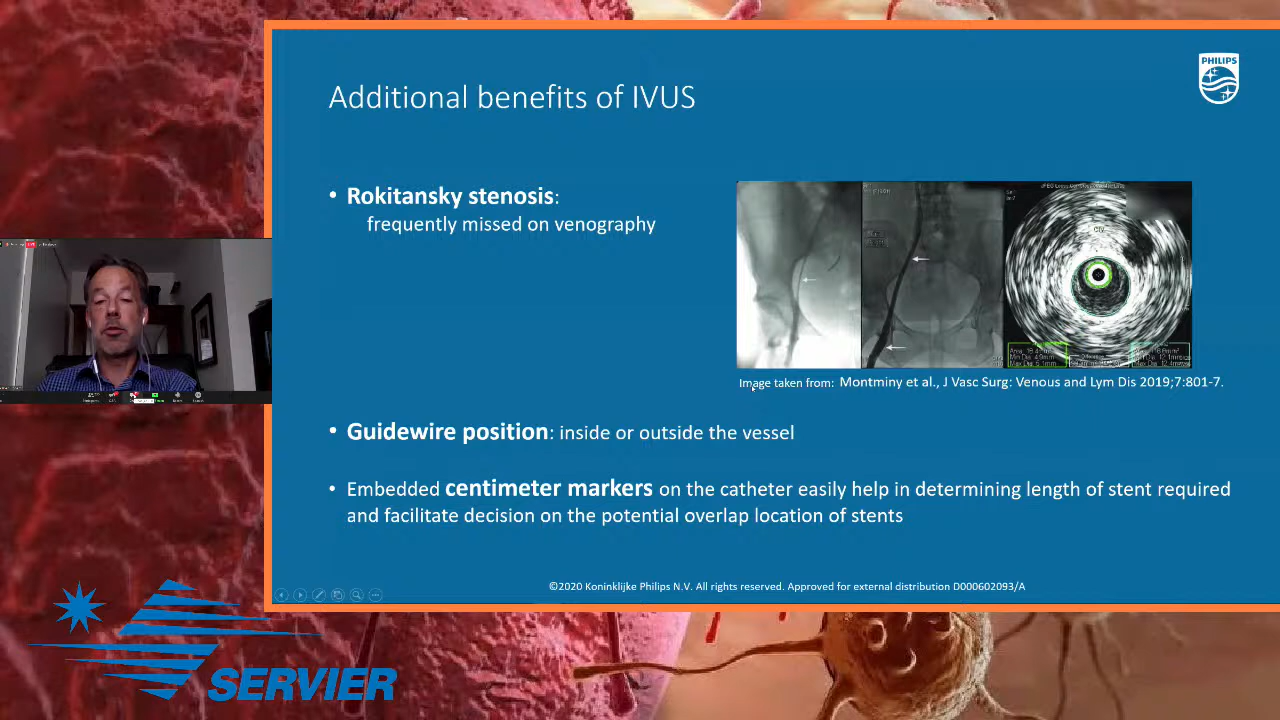 Additional benefits of IVUS
PHILIPS
• Rokitansky stenosis:
frequently missed on venography
CIV
Image taken from: Montminy et al., J Vasc Surg: Venous and Lym Dis 2019;7:801-7.
• Guidewire position: inside or outside the vessel
• Embedded centimeter markers on the catheter easily help in determining length of stent required
and facilitate decision on the potential overlap location of stents
©2020 Koninklijke Philips N.V. All rights reserved. Approved for external distribution D000602093/A
SERVIER